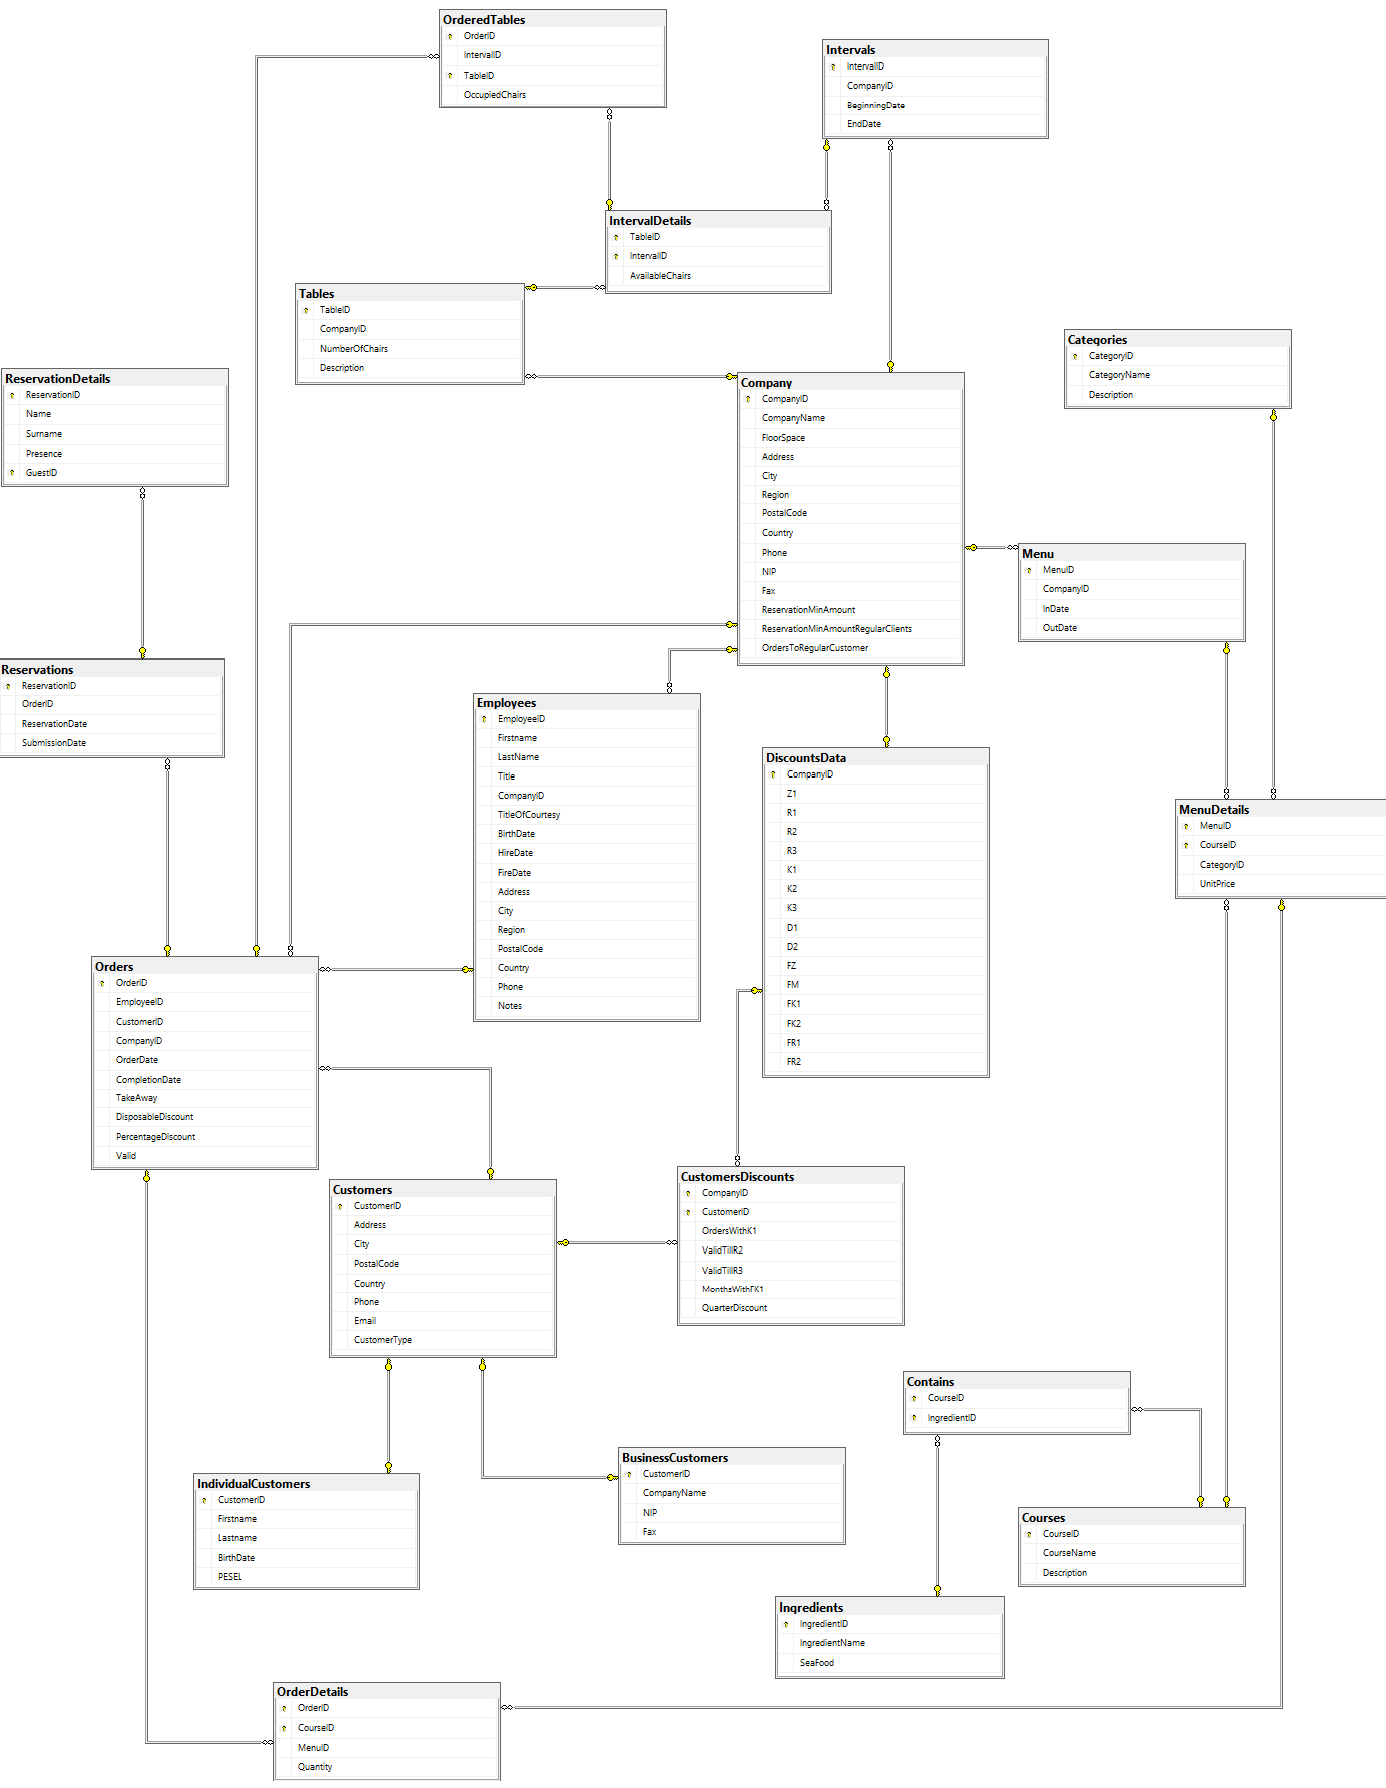 OrderedTables
OrderID
IntervalID
TableID
OccupiedChairs
Intervals
IntervalID
CompanyID
BeginningDate
EndDate
IntervalDetails
TableID
IntervalID
AvailableChairs
Tables
TableID
CompanyID
NumberOfChairs
Description
Categories
CategoryID
CategoryName
Description
ReservationDetails
ReservationID
Name
Surname
Presence
GuestID
Company
CompanyID
CompanyName
FloorSpace
Address
City
Region
PostalCode
Country
Phone
NIP
Fax
ReservationMinAmount
ReservationMinAmountRegularClients
OrdersToRegularCustomer
Menu
MenuID
CompanyID
InDate
OutDate
Reservations
ReservationID
OrderID
ReservationDate
SubmissionDate
Employees
EmployeeID
Firstname
LastName
Title
CompanyID
TitleOfCourtesy
BirthDate
HireDate
FireDate
Address
City
Region
PostalCode
Country
Phone
Notes
DiscountsData
CompanyID
Z1
R1
R2
R3
K1
K2
K3
D1
D2
FZ
FM
FK1
FK2
FR1
FR2
MenuDetails
MenuID
CourseID
CategoryID
UnitPrice
Orders
OrderID
EmployeeID
CustomerID
CompanyID
OrderDate
CompletionDate
TakeAway
DisposableDiscount
PercentageDiscount
Valid
Customers
CustomerID
Address
City
PostalCode
Country
Phone
Email
CustomerType
CustomersDiscounts
CompanyID
CustomerID
OrdersWithK1
ValidTillR2
ValidTillR3
MonthsWithFK1
QuarterDiscount
Contains
CourseID
IngredientID
BusinessCustomers
CustomerID
CompanyName
NIP
Fax
IndividualCustomers
CustomerID
Firstname
Lastname
BirthDate
PESEL
Courses
CourseID
CourseName
Description
Ingredients
IngredientID
IngredientName
SeaFood
OrderDetails
OrderID
CourseID
MenuID
Quantity